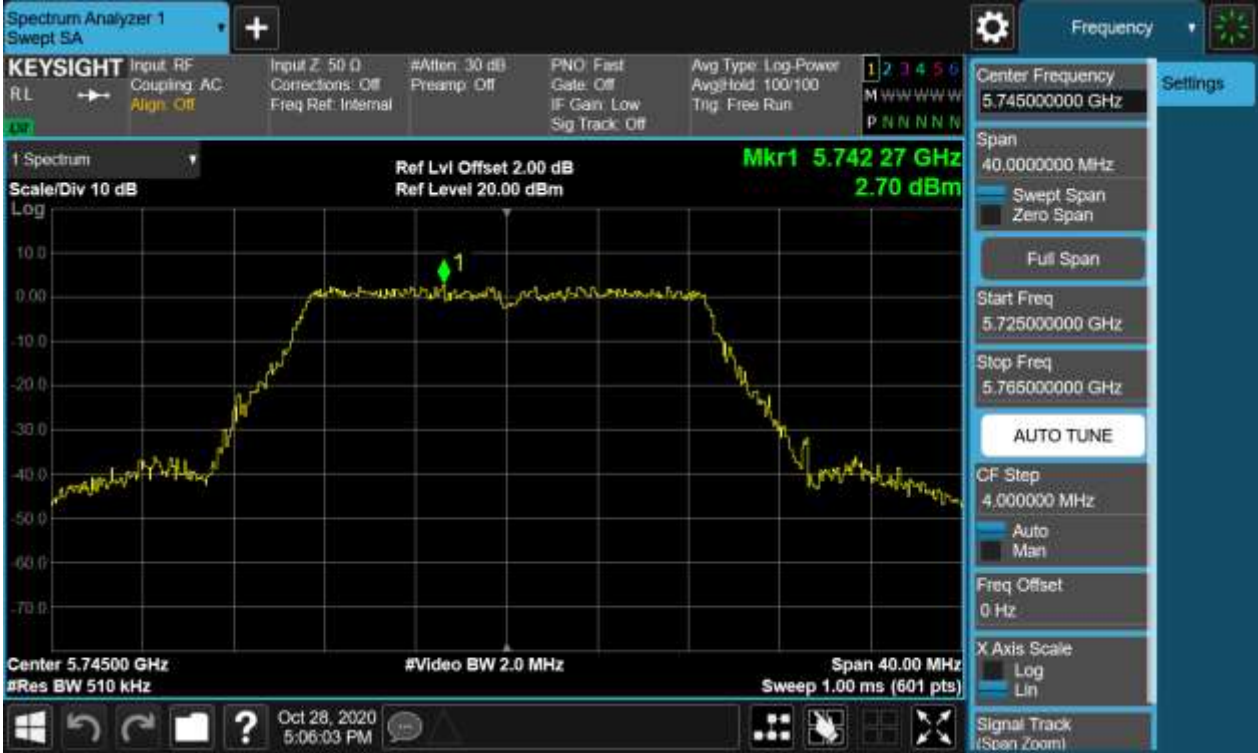 Spectrum Analyzer 1
Swept SA
Frequency
KEYSIGHT
RL
LXI
Input: RF
Coupling: AC
Align: Off
Input Z: 50 Ω
Corrections: Off
Freq Ref: Internal
#Atten: 30 dB
Preamp: Off
PNO: Fast
Gate: Off
IF Gain: Low
Sig Track: Off
Avg Type: Log-Power
Avg|Hold: 100/100
Trig: Free Run
1 2 3 4 5 6
M W W W W W
P N N N N N
1 Spectrum
Scale/Div 10 dB
Log
Ref Lvl Offset 2.00 dB
Ref Level 20.00 dBm
Mkr1 5.742 27 GHz
2.70 dBm
1
10.0
0.00
-10.0
-20.0
-30.0
-40.0
-50.0
-60.0
-70.0
Center 5.74500 GHz
#Res BW 510 kHz
#Video BW 2.0 MHz
Span 40.00 MHz
Sweep 1.00 ms (601 pts)
Center Frequency
5.745000000 GHz
Settings
Span
40.0000000 MHz
Swept Span
Zero Span
Full Span
Start Freq
5.725000000 GHz
Stop Freq
5.765000000 GHz
AUTO TUNE
CF Step
4.000000 MHz
Auto
Man
Freq Offset
0 Hz
X Axis Scale
Log
Lin
Signal Track
(Span Zoom)
?
Oct 28, 2020
5:06:03 PM